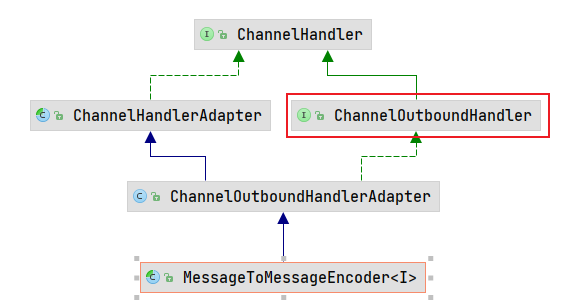 I ChannelHandler
C ChannelHandlerAdapter
I ChannelOutboundHandler
C ChannelOutboundHandlerAdapter
C MessageToMessageEncoder<I>